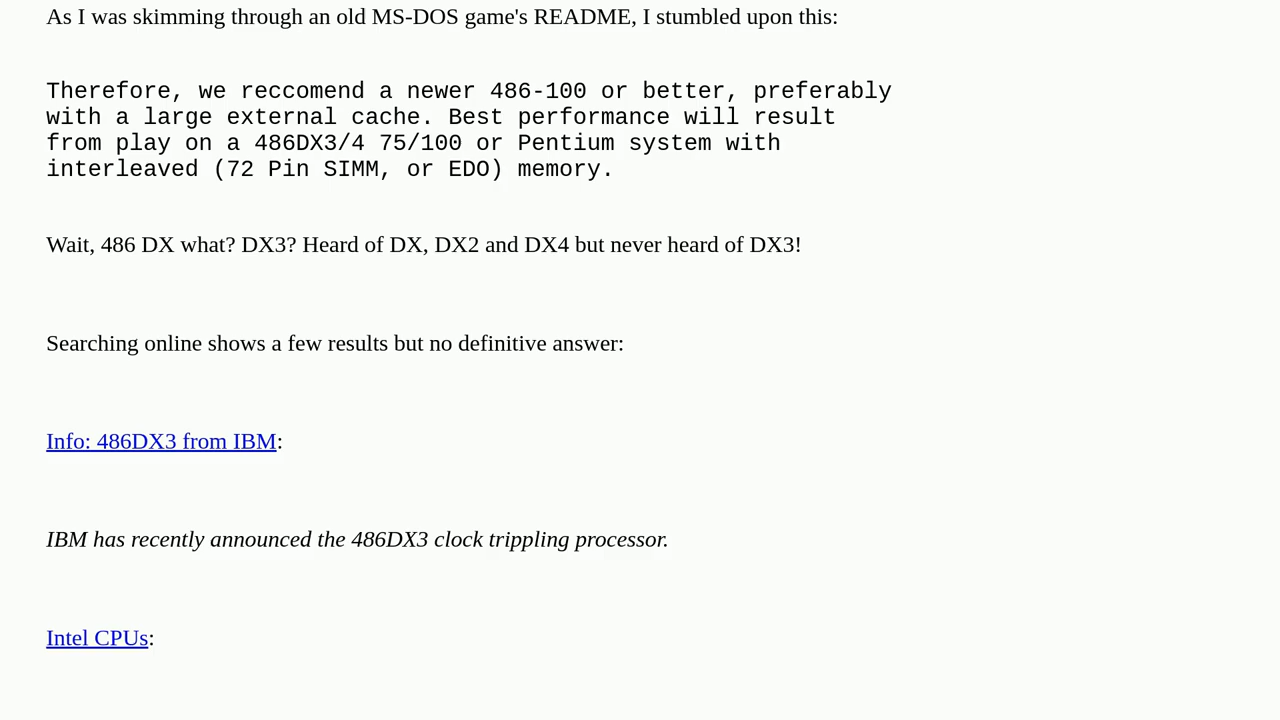 As I was skimming through an old MS-DOS game's README, I stumbled upon this:
Therefore, we reccomend a newer 486-100 or better, preferably
with a large external cache. Best performance will result
from play on a 486DX3/4 75/100 or Pentium system with
interleaved (72 Pin SIMM, or EDO) memory.
Wait, 486 DX what? DX3? Heard of DX, DX2 and DX4 but never heard of DX3!
Searching online shows a few results but no definitive answer:
Info: 486DX3 from IBM:
IBM has recently announced the 486DX3 clock trippling processor.
Intel CPUs: